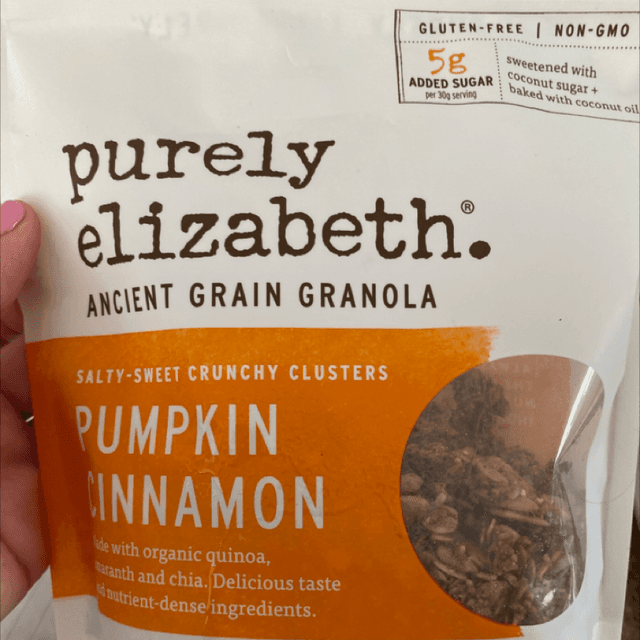 GLUTEN-FREE | NON-GMO
5g
ADDED SUGAR
per 30g serving
sweetened with
coconut sugar +
baked with coconut oil
purely
elizabeth®.
ANCIENT GRAIN GRANOLA
SALTY-SWEET CRUNCHY CLUSTERS
PUMPKIN
CINNAMON
with organic quinoa,
and chia. Delicious taste
nutrient-dense ingredients.